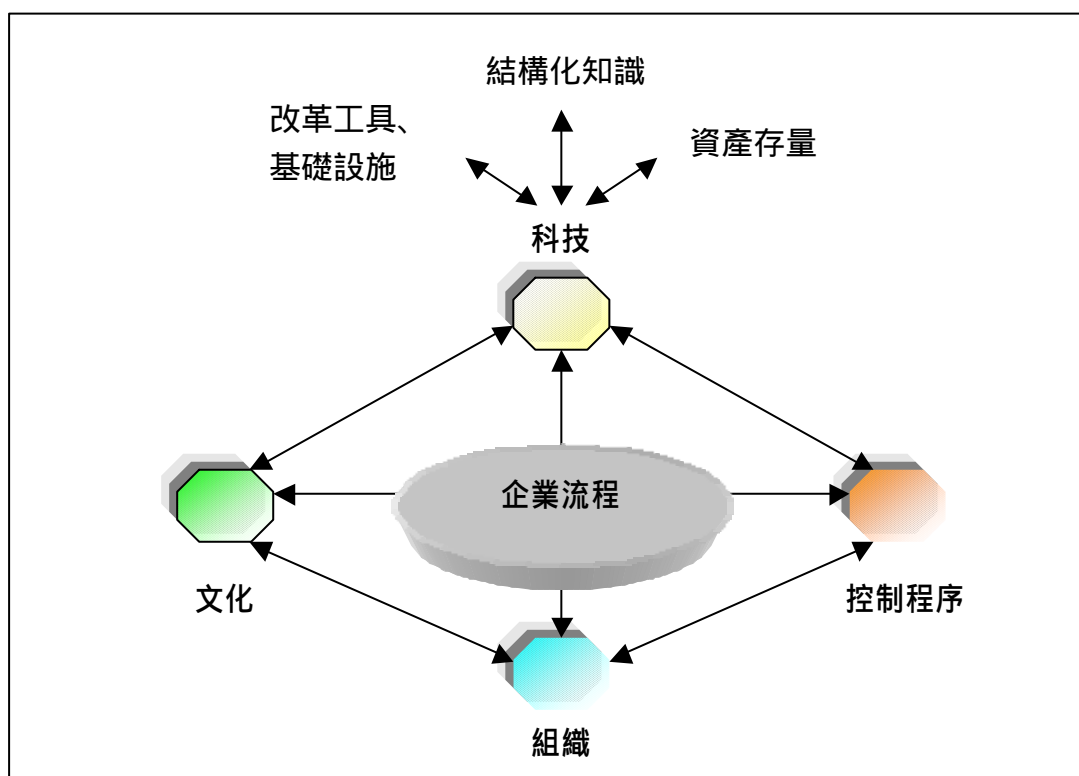 結構化知識
改革工具、
基礎設施
資產存量
科技
企業流程
文化
控制程序
組織